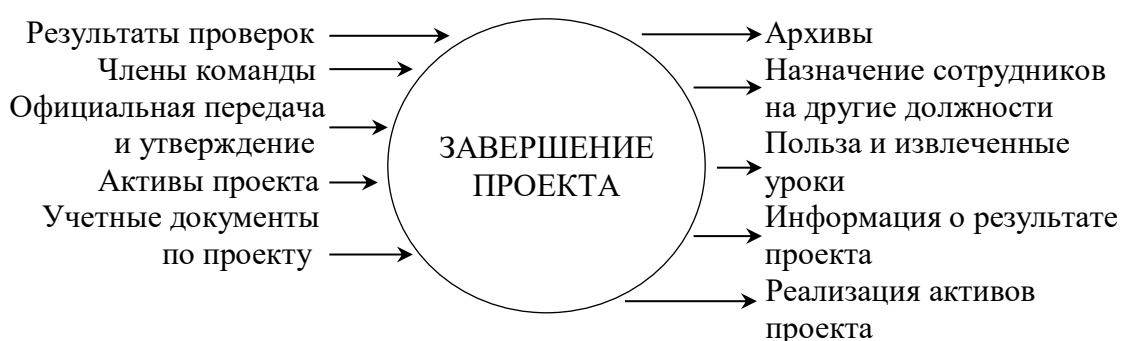 Результаты проверок
Члены команды
Официальная передача
и утверждение
Активы проекта
Учетные документы
по проекту
ЗАВЕРШЕНИЕ
ПРОЕКТА
Архивы
Назначение сотрудников
на другие должности
Польза и извлеченные
уроки
Информация о результате
проекта
Реализация активов
проекта